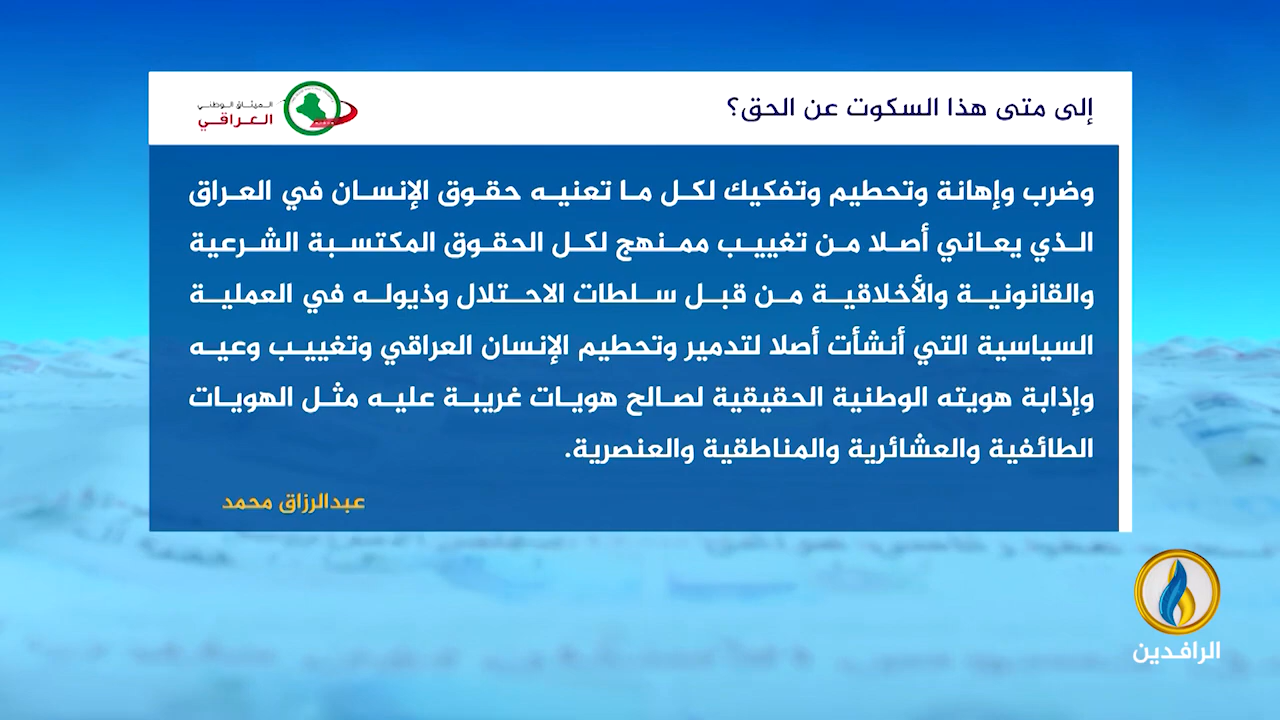 إلى متى هذا السكوت عن الحق؟
الميثاق الوطني
العراقي
وضرب وإهانة وتحطيم وتفكيك لكل ما تعنيه حقوق الإنسان في العراق
الذي يعاني أصلا من تغييب ممنهج لكل الحقوق المكتسبة الشرعية
والقانونية والأخلاقية من قبل سلطات الاحتلال وذيوله في العملية
السياسية التي أنشأت أصلا لتدمير وتحطيم الإنسان العراقي وتغييب وعيه
وإذابة هويته الوطنية الحقيقية لصالح هويات غريبة عليه مثل الهويات
الطائفية والعشائرية والمناطقية والعنصرية.
عبدالرزاق محمد
الرافدين